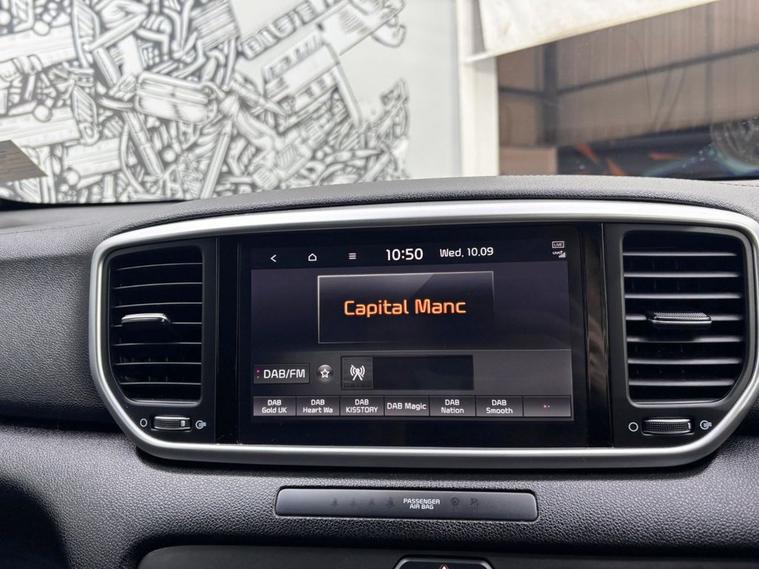 10:50 Wed, 10.09
LIVE
Capital Manc
DAB/FM
DAB
Gold UK
DAB
Heart Wa
DAB
KISSTORY
DAB Magic
DAB
Nation
DAB
Smooth
PASSENGER
AIR BAG